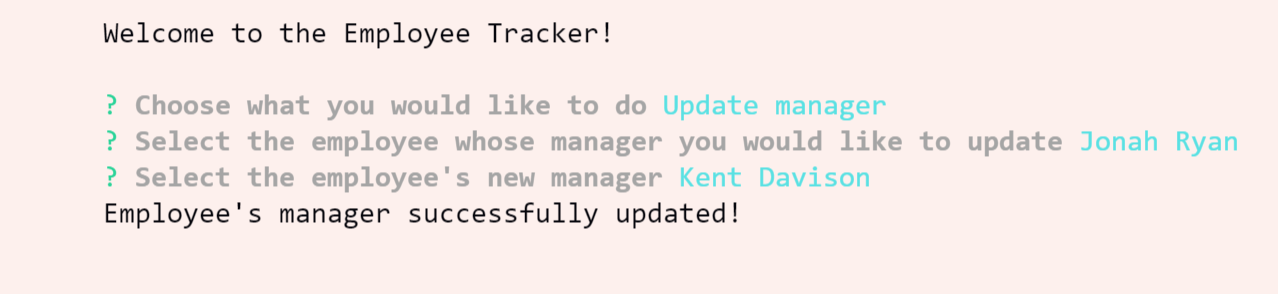 Welcome to the Employee Tracker!
? Choose what you would like to do Update manager
? Select the employee whose manager you would like to update Jonah Ryan
? Select the employee's new manager Kent Davison
Employee's manager successfully updated!